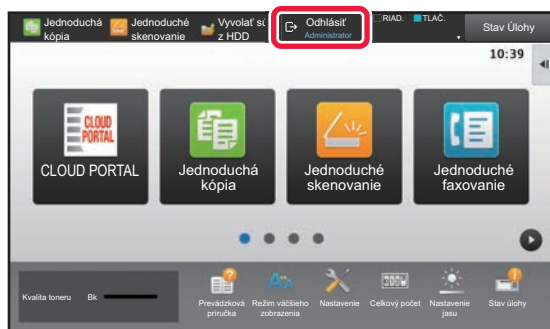 Jednoduchá kópia
Jednoduché skenovanie
Vyvolať sú z HDD
Odhlásiť
Administrator
RIAD.
TLAČ.
Stav Úlohy
10:39
CLOUD PORTAL
CLOUD PORTAL
Jednoduchá
kópia
Jednoduché
skenovanie
Jednoduché
faxovanie
Kvalita toneru Bk
Prevádzková
príručka
Režim väčšieho
zobrazenia
Nastavenie
Celkový počet
Nastavenie
jasu
Stav úlohy